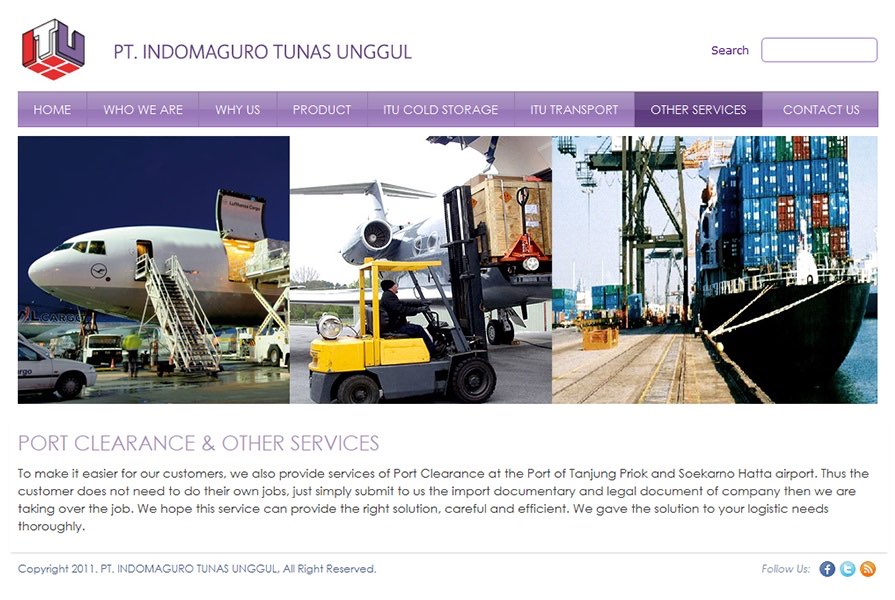 ITU
PT. INDOMAGURO TUNAS UNGGUL
Search
HOME
WHO WE ARE
WHY US
PRODUCT
ITU COLD STORAGE
ITU TRANSPORT
OTHER SERVICES
CONTACT US
Lufthansa Cargo
CARGO
PORT CLEARANCE & OTHER SERVICES
To make it easier for our customers, we also provide services of Port Clearance at the Port of Tanjung Priok and Soekarno Hatta airport. Thus the
customer does not need to do their own jobs, just simply submit to us the import documentary and legal document of company then we are
taking over the job. We hope this service can provide the right solution, careful and efficient. We gave the solution to your logistic needs
thoroughly.
Copyright 2011. PT. INDOMAGURO TUNAS UNGGUL, All Right Reserved.
Follow Us: